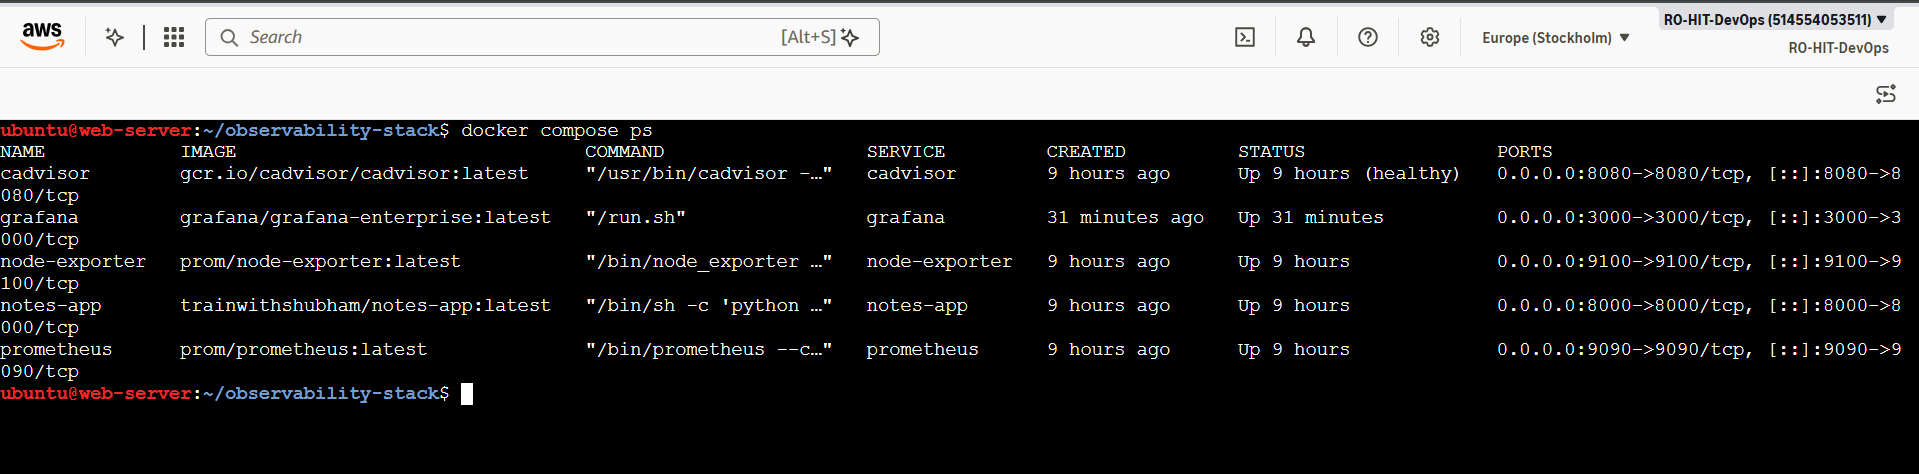 aws
Search
[Alt+S]
Europe (Stockholm)
RO-HIT-DevOps (514554053511)
RO-HIT-DevOps
ubuntu@web-server:~/observability-stack$ docker compose ps
NAME IMAGE COMMAND SERVICE CREATED STATUS PORTS
cadvisor gcr.io/cadvisor/cadvisor:latest "/usr/bin/cadvisor -…" cadvisor 9 hours ago Up 9 hours (healthy) 0.0.0.0:8080->8080/tcp, [::]:8080->8
080/tcp
grafana grafana/grafana-enterprise:latest "/run.sh" grafana 31 minutes ago Up 31 minutes 0.0.0.0:3000->3000/tcp, [::]:3000->3
000/tcp
node-exporter prom/node-exporter:latest "/bin/node_exporter …" node-exporter 9 hours ago Up 9 hours 0.0.0.0:9100->9100/tcp, [::]:9100->9
100/tcp
notes-app trainwithshubham/notes-app:latest "/bin/sh -c 'python …" notes-app 9 hours ago Up 9 hours 0.0.0.0:8000->8000/tcp, [::]:8000->8
000/tcp
prometheus prom/prometheus:latest "/bin/prometheus --c…" prometheus 9 hours ago Up 9 hours 0.0.0.0:9090->9090/tcp, [::]:9090->9
090/tcp
ubuntu@web-server:~/observability-stack$